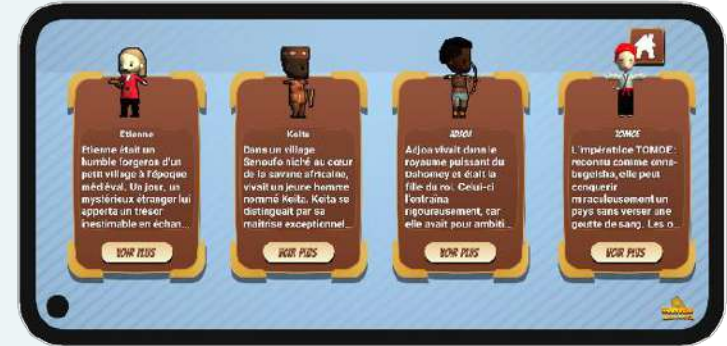 Etienne
Etienne était un
humble forgeron d'un
petit village à l'époque
médiéval. Un jour, un
mystérieux étranger lui
apporta un trésor
inestimable en échan...
VOIR PLUS
Keita
Dans un village
Senoufo niché au cœur
de la savane africaine,
vivait un jeune homme
nommé Keita. Keita se
distinguait par sa
maitrise exceptionnel...
VOIR PLUS
ADJOA
Adjoa vivait dans le
royaume puissant du
Dahomey et était la
fille du roi. Celui-ci
l'entraîna
rigoureusement, car
elle avait pour ambiti...
VOIR PLUS
TOMOE
L'impératice TOMOE:
reconnu comme onna-
bugeisha, elle peut
conquerir
miraculeusement un
pays sans verser une
goutte de sang. Les o...
VOIR PLUS